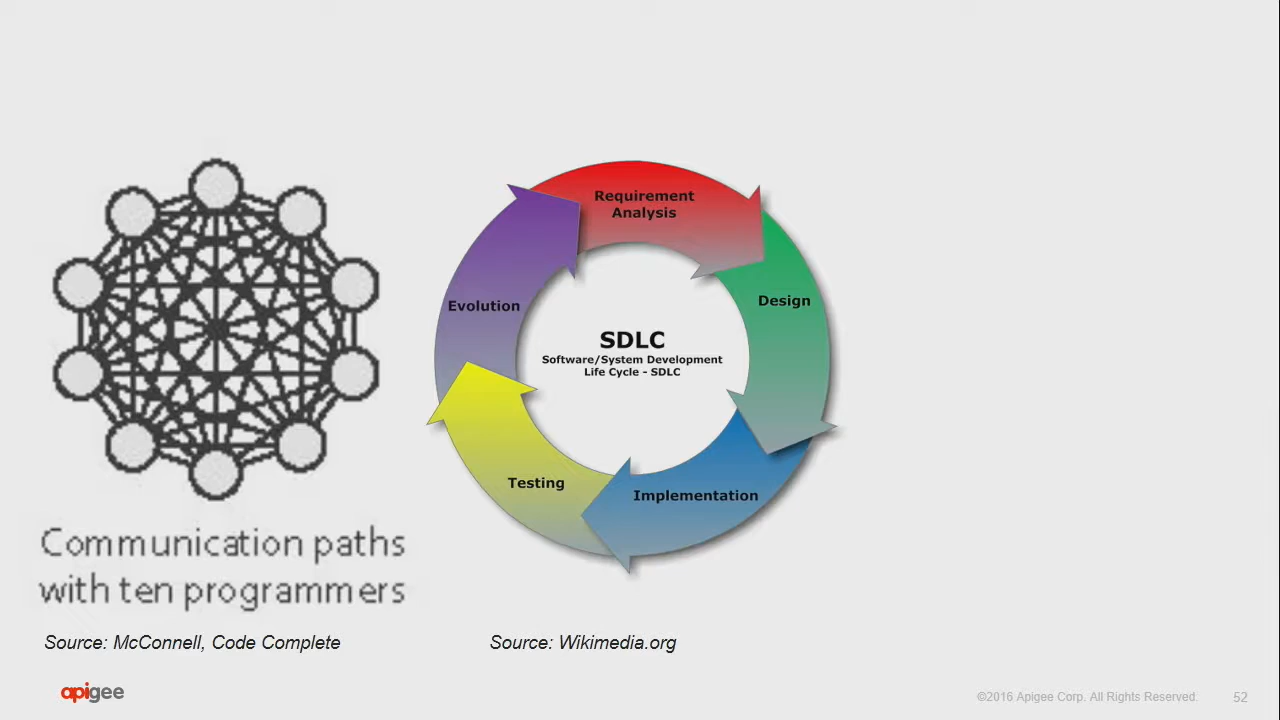 Communication paths
with ten programmers
Source: McConnell, Code Complete
Requirement
Analysis
Design
Implementation
Testing
Evolution
SDLC
Software/System Development
Life Cycle - SDLC
Source: Wikimedia.org
apigee
©2016 Apigee Corp. All Rights Reserved.
52